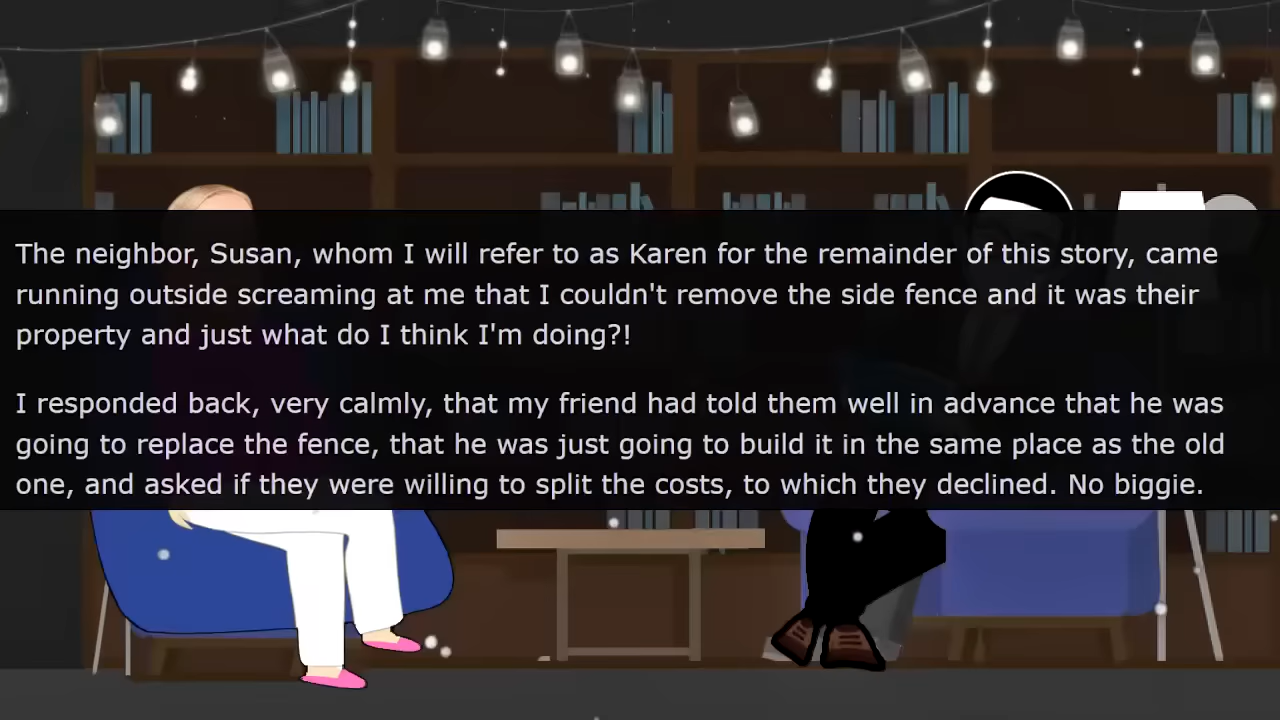 The neighbor, Susan, whom I will refer to as Karen for the remainder of this story, came
running outside screaming at me that I couldn't remove the side fence and it was their
property and just what do I think I'm doing?!
I responded back, very calmly, that my friend had told them well in advance that he was
going to replace the fence, that he was just going to build it in the same place as the old
one, and asked if they were willing to split the costs, to which they declined. No biggie.